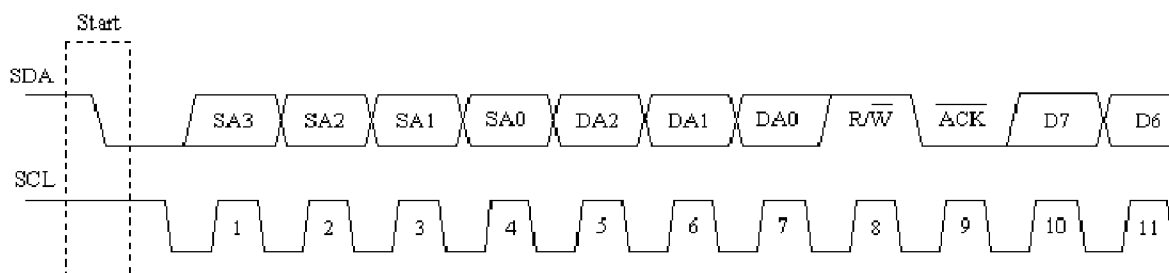 Start
SDA
SA3 SA2 SA1 SA0 DA2 DA1 DA0 R/W̅ A̅C̅K̅ D7 D6
SCL
1 2 3 4 5 6 7 8 9 10 11